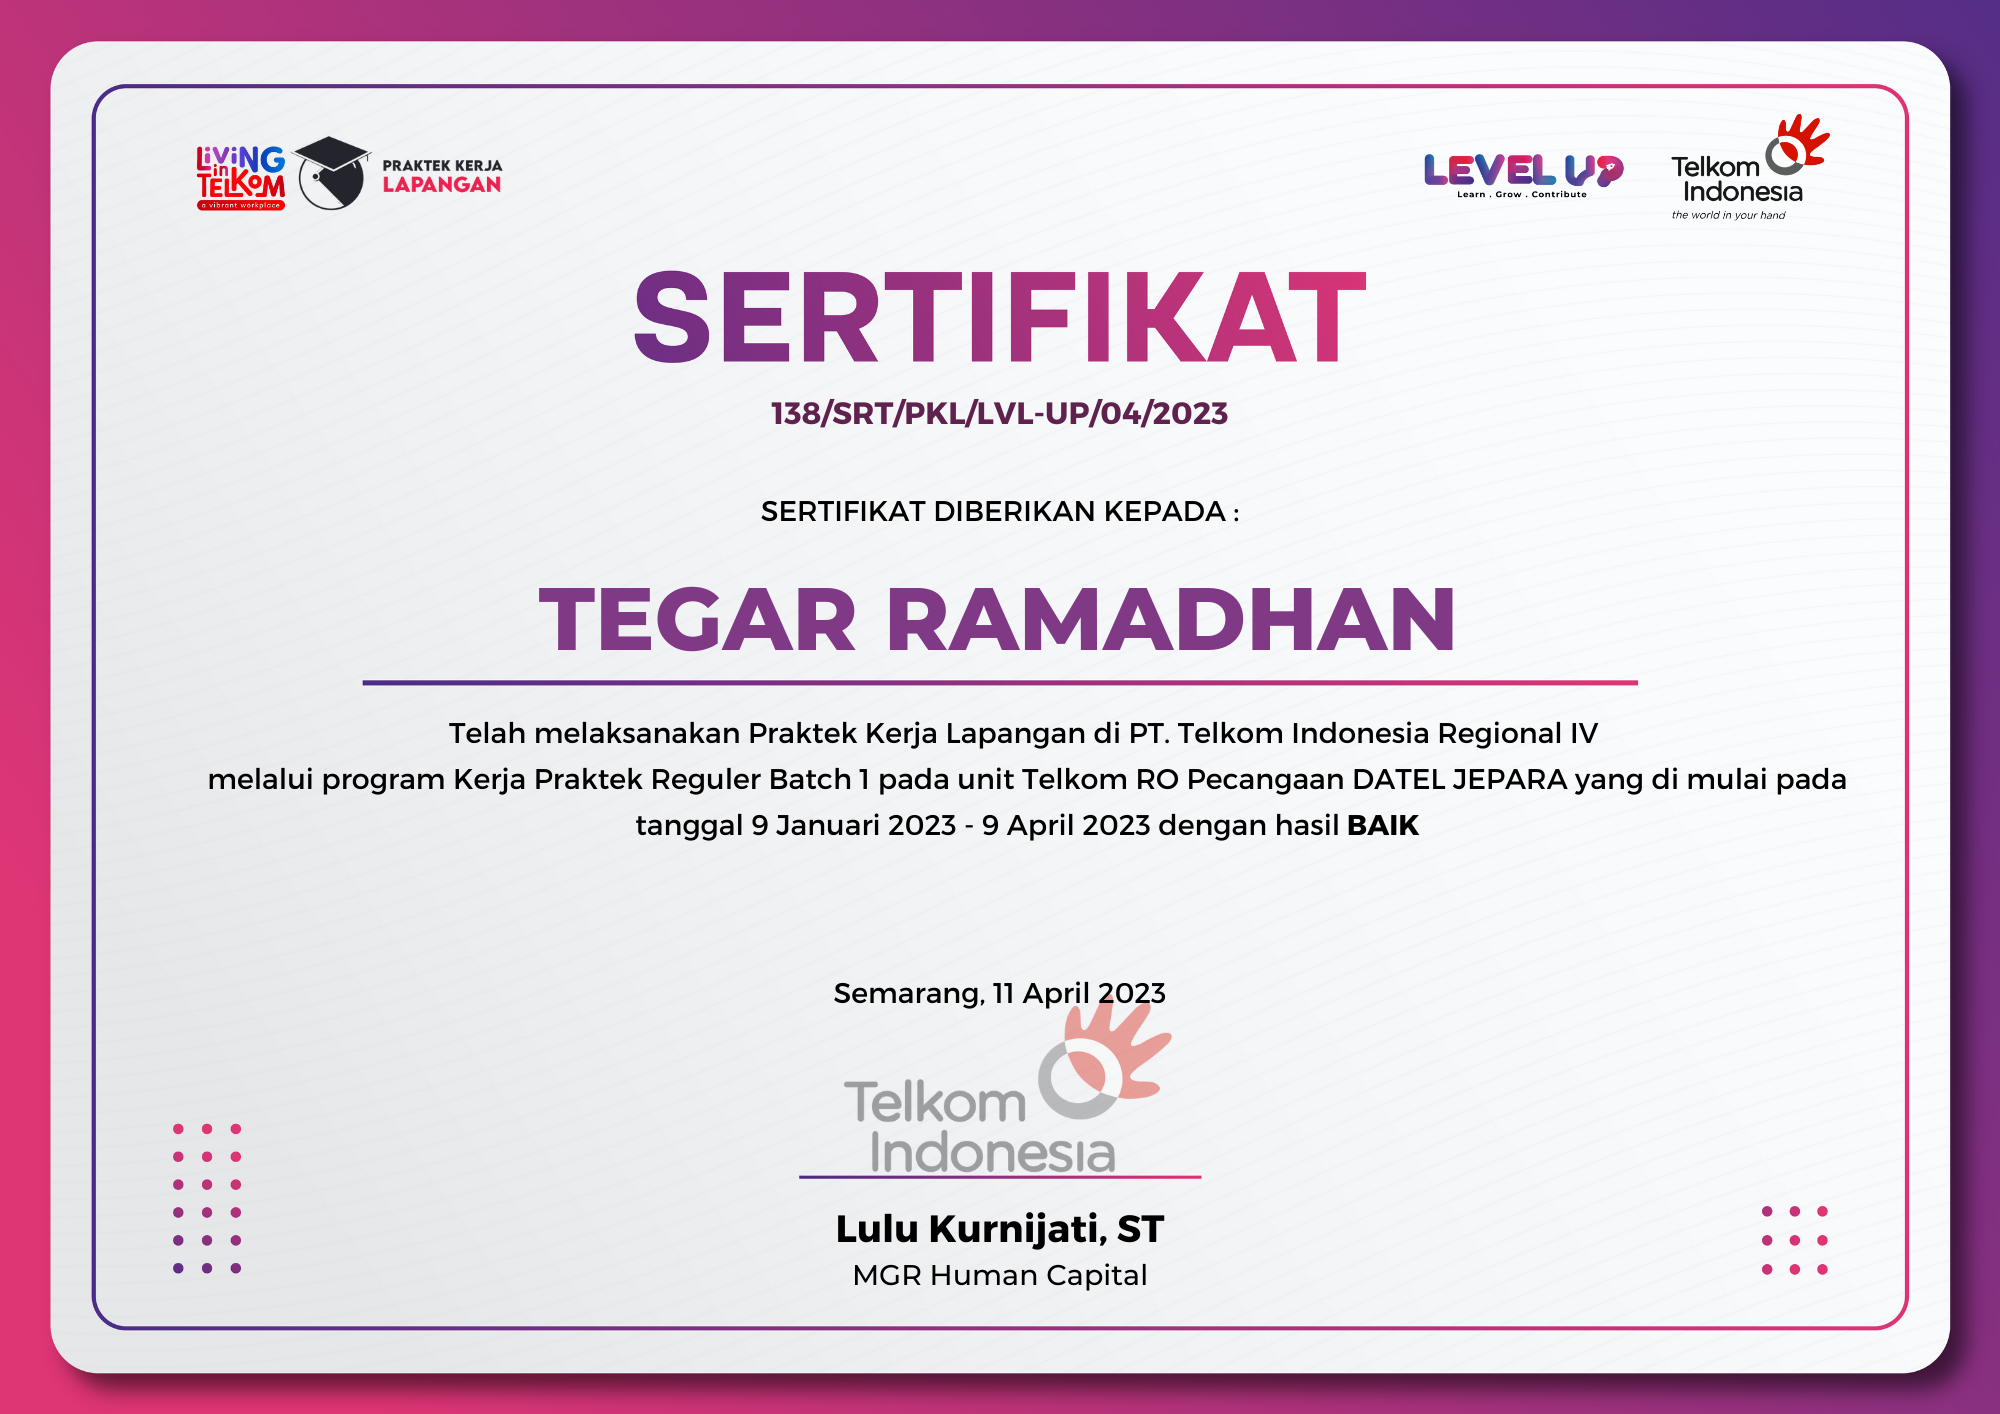 LiViNG
in
TELKOM
a vibrant workplace
PRAKTEK KERJA
LAPANGAN
LEVEL UP
Learn . Grow . Contribute
Telkom
Indonesia
the world in your hand
SERTIFIKAT
138/SRT/PKL/LVL-UP/04/2023
SERTIFIKAT DIBERIKAN KEPADA :
TEGAR RAMADHAN
Telah melaksanakan Praktek Kerja Lapangan di PT. Telkom Indonesia Regional IV
melalui program Kerja Praktek Reguler Batch 1 pada unit Telkom RO Pecangaan DATEL JEPARA yang di mulai pada
tanggal 9 Januari 2023 - 9 April 2023 dengan hasil BAIK
Semarang, 11 April 2023
Telkom
Indonesia
Lulu Kurnijati, ST
MGR Human Capital